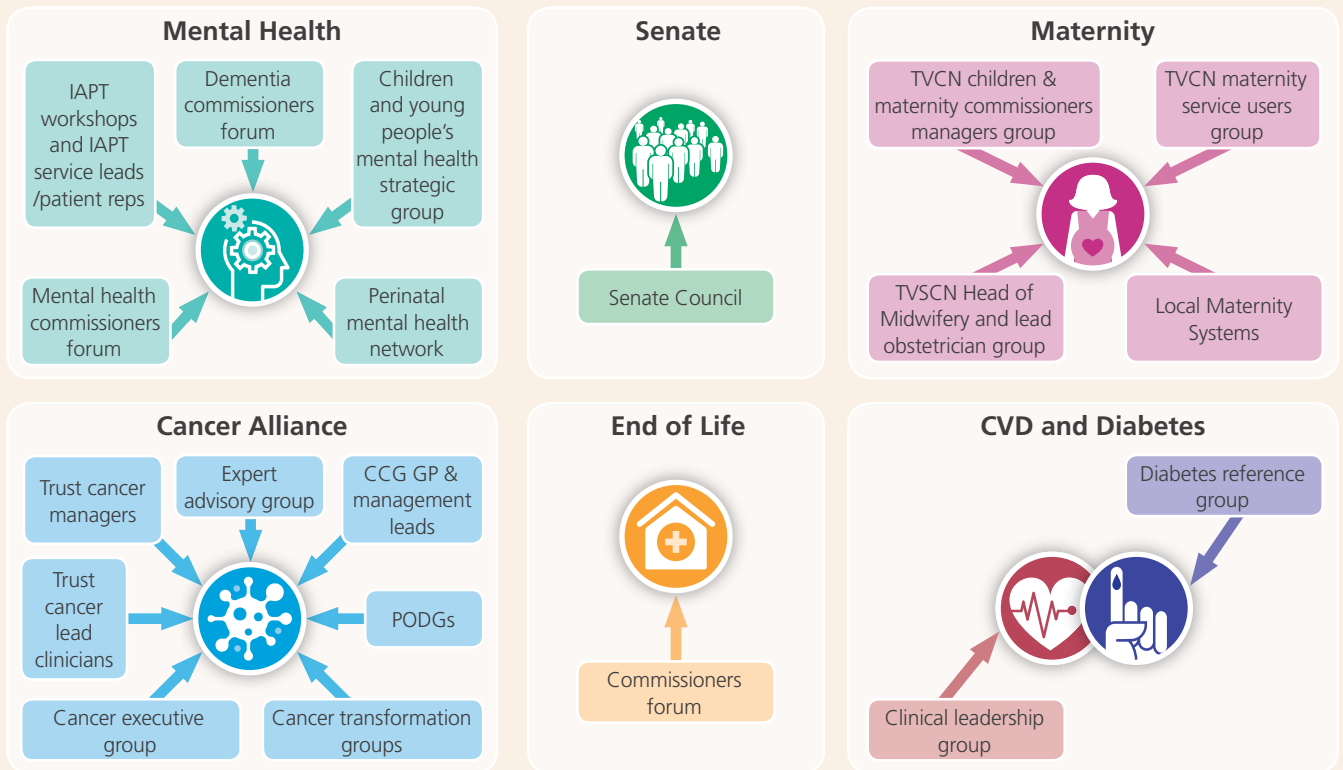 Mental Health
IAPT
workshops
and IAPT
service leads
/patient reps
Dementia
commissioners
forum
Children
and young
people's
mental health
strategic
group
Mental health
commissioners
forum
Perinatal
mental health
network
Senate
Senate Council
Maternity
TVCN children &
maternity commissioners
managers group
TVCN maternity
service users
group
TVSCN Head of
Midwifery and lead
obstetrician group
Local Maternity
Systems
Cancer Alliance
Trust cancer
managers
Expert
advisory group
CCG GP &
management
leads
Trust
cancer
lead
clinicians
PODGs
Cancer executive
group
Cancer transformation
groups
End of Life
Commissioners
forum
CVD and Diabetes
Diabetes reference
group
Clinical leadership
group